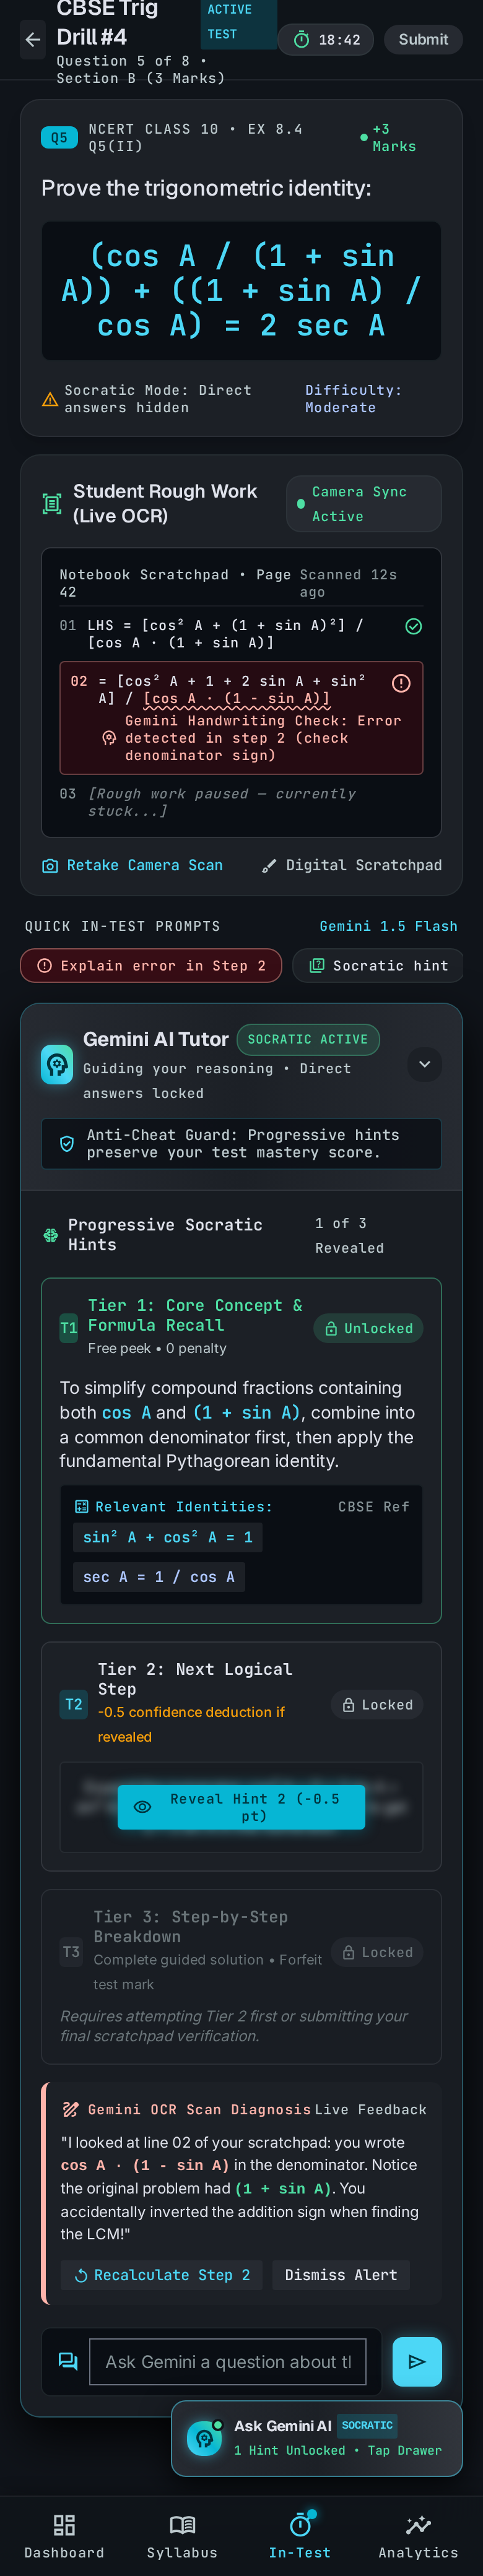 CBSE Trig
Drill #4
ACTIVE
TEST
18:42
Submit
Question 5 of 8 •
Section B (3 Marks)
Q5
NCERT CLASS 10 • EX 8.4
Q5(II)
+3
Marks
Prove the trigonometric identity:
(cos A / (1 + sin
A)) + ((1 + sin A) /
cos A) = 2 sec A
Socratic Mode: Direct
answers hidden
Difficulty:
Moderate
Student Rough Work
(Live OCR)
Camera Sync
Active
Notebook Scratchpad • Page
42
Scanned 12s
ago
01 LHS = [cos² A + (1 + sin A)²] /
[cos A · (1 + sin A)]
02 = [cos² A + 1 + 2 sin A + sin²
A] / [cos A · (1 - sin A)]
Gemini Handwriting Check: Error
detected in step 2 (check
denominator sign)
03 [Rough work paused — currently
stuck...]
Retake Camera Scan
Digital Scratchpad
QUICK IN-TEST PROMPTS
Gemini 1.5 Flash
Explain error in Step 2
Socratic hint
Gemini AI Tutor
SOCRATIC ACTIVE
Guiding your reasoning • Direct
answers locked
Anti-Cheat Guard: Progressive hints
preserve your test mastery score.
Progressive Socratic
Hints
1 of 3
Revealed
T1
Tier 1: Core Concept &
Formula Recall
Free peek • 0 penalty
Unlocked
To simplify compound fractions containing
both cos A and (1 + sin A), combine into
a common denominator first, then apply the
fundamental Pythagorean identity.
Relevant Identities:
CBSE Ref
sin² A + cos² A = 1
sec A = 1 / cos A
T2
Tier 2: Next Logical
Step
-0.5 confidence deduction if
revealed
Locked
Reveal Hint 2 (-0.5
pt)
T3
Tier 3: Step-by-Step
Breakdown
Complete guided solution • Forfeit
test mark
Locked
Requires attempting Tier 2 first or submitting your
final scratchpad verification.
Gemini OCR Scan Diagnosis
Live Feedback
"I looked at line 02 of your scratchpad: you wrote
cos A · (1 - sin A) in the denominator. Notice
the original problem had (1 + sin A). You
accidentally inverted the addition sign when finding
the LCM!"
Recalculate Step 2
Dismiss Alert
Ask Gemini a question about tl
Ask Gemini AI
SOCRATIC
1 Hint Unlocked • Tap Drawer
Dashboard
Syllabus
In-Test
Analytics